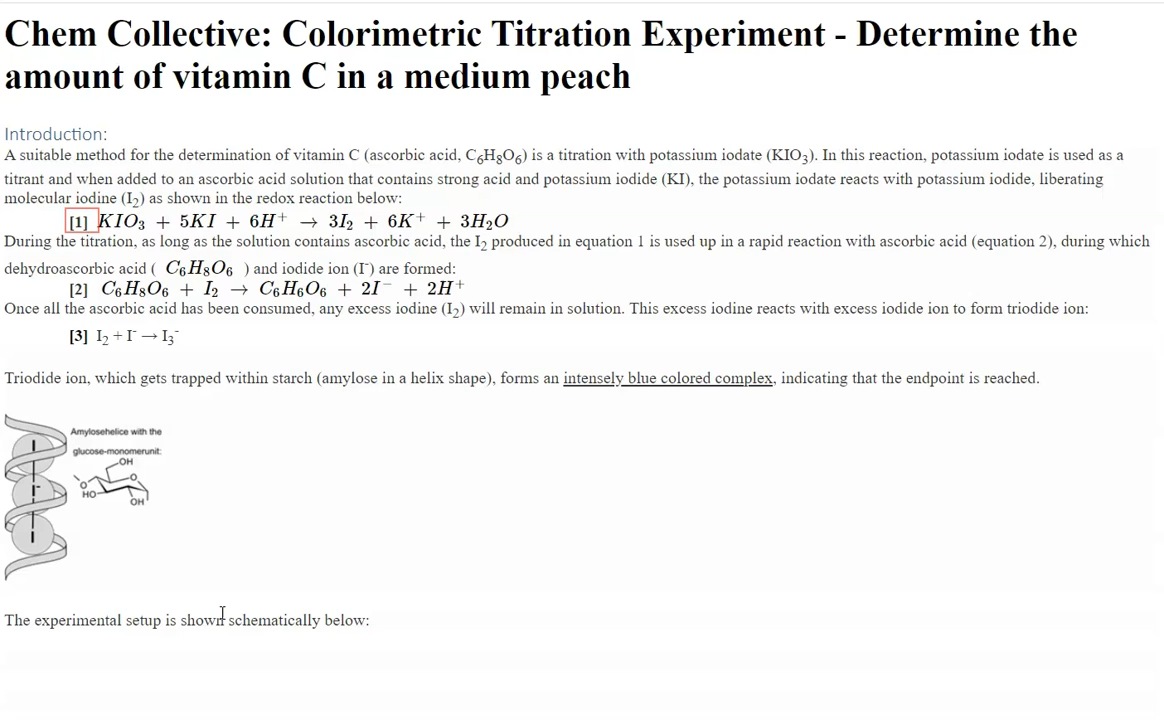 Chem Collective: Colorimetric Titration Experiment - Determine the
amount of vitamin C in a medium peach
Introduction:
A suitable method for the determination of vitamin C (ascorbic acid, C₆H₈O₆) is a titration with potassium iodate (KIO₃). In this reaction, potassium iodate is used as a
titrant and when added to an ascorbic acid solution that contains strong acid and potassium iodide (KI), the potassium iodate reacts with potassium iodide, liberating
molecular iodine (I₂) as shown in the redox reaction below:
[1] KIO₃ + 5KI + 6H⁺ → 3I₂ + 6K⁺ + 3H₂O
During the titration, as long as the solution contains ascorbic acid, the I₂ produced in equation 1 is used up in a rapid reaction with ascorbic acid (equation 2), during which
dehydroascorbic acid ( C₆H₈O₆ ) and iodide ion (I⁻) are formed:
[2] C₆H₈O₆ + I₂ → C₆H₆O₆ + 2I⁻ + 2H⁺
Once all the ascorbic acid has been consumed, any excess iodine (I₂) will remain in solution. This excess iodine reacts with excess iodide ion to form triodide ion:
[3] I₂ + I⁻ → I₃⁻
Triodide ion, which gets trapped within starch (amylose in a helix shape), forms an intensely blue colored complex, indicating that the endpoint is reached.
Amylosehelice with the
glucose-monomerunit:
OH
O
O
HO
OH
I
I⁻
I
The experimental setup is shown schematically below: